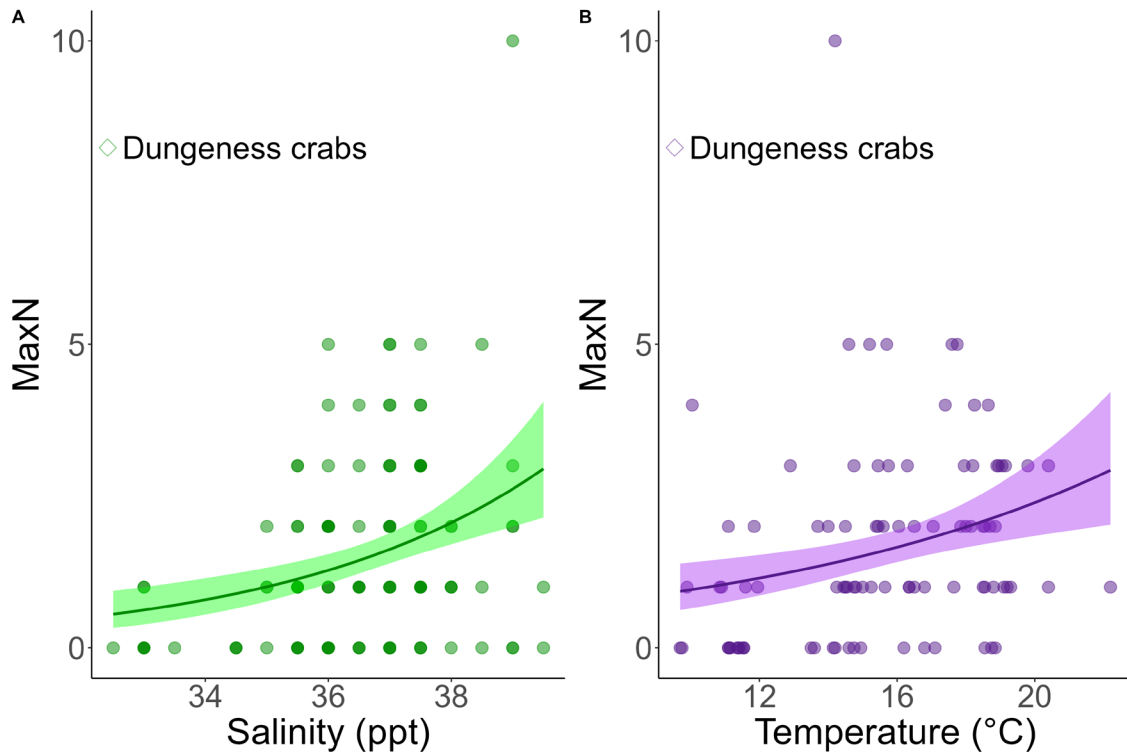 A
MaxN
10
5
0
Dungeness crabs
34
36
38
Salinity (ppt)
B
MaxN
10
5
0
Dungeness crabs
12
16
20
Temperature (°C)